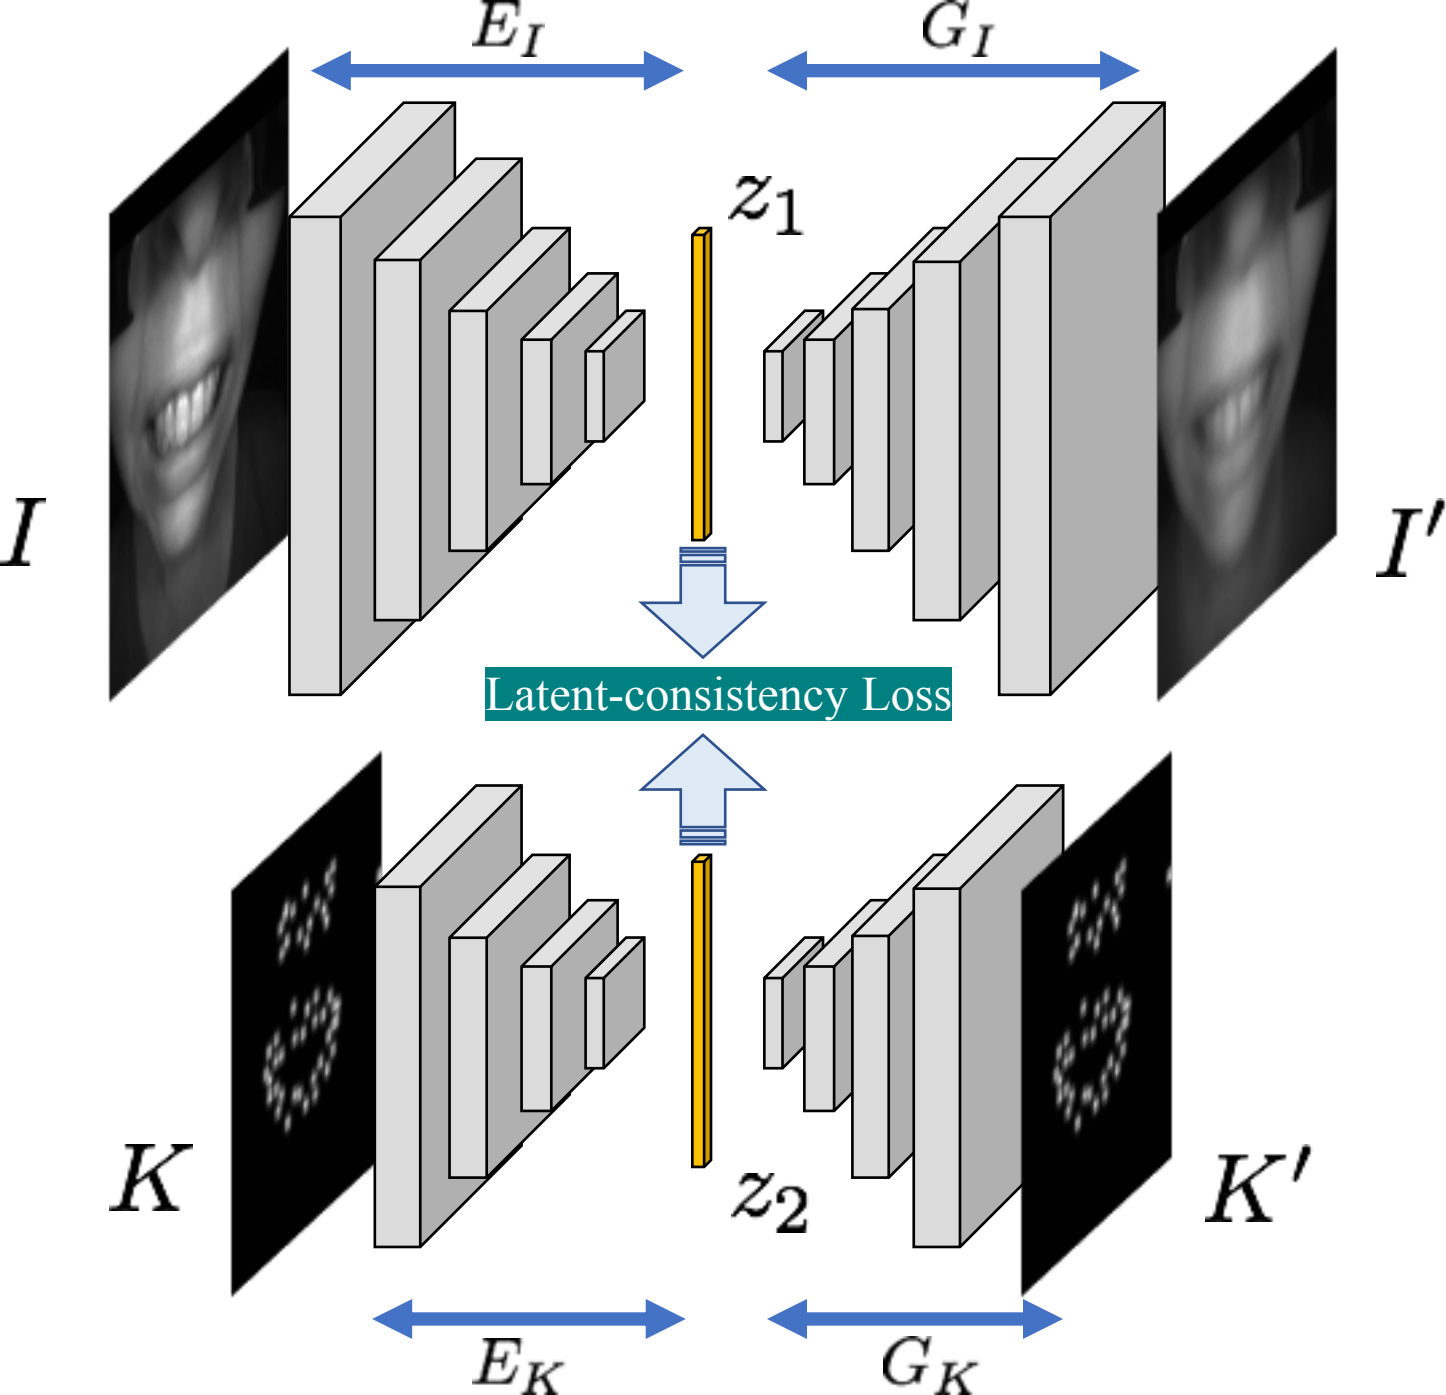 E_I
G_I
z_1
I
I′
Latent-consistency Loss
K
z_2
K′
E_K
G_K